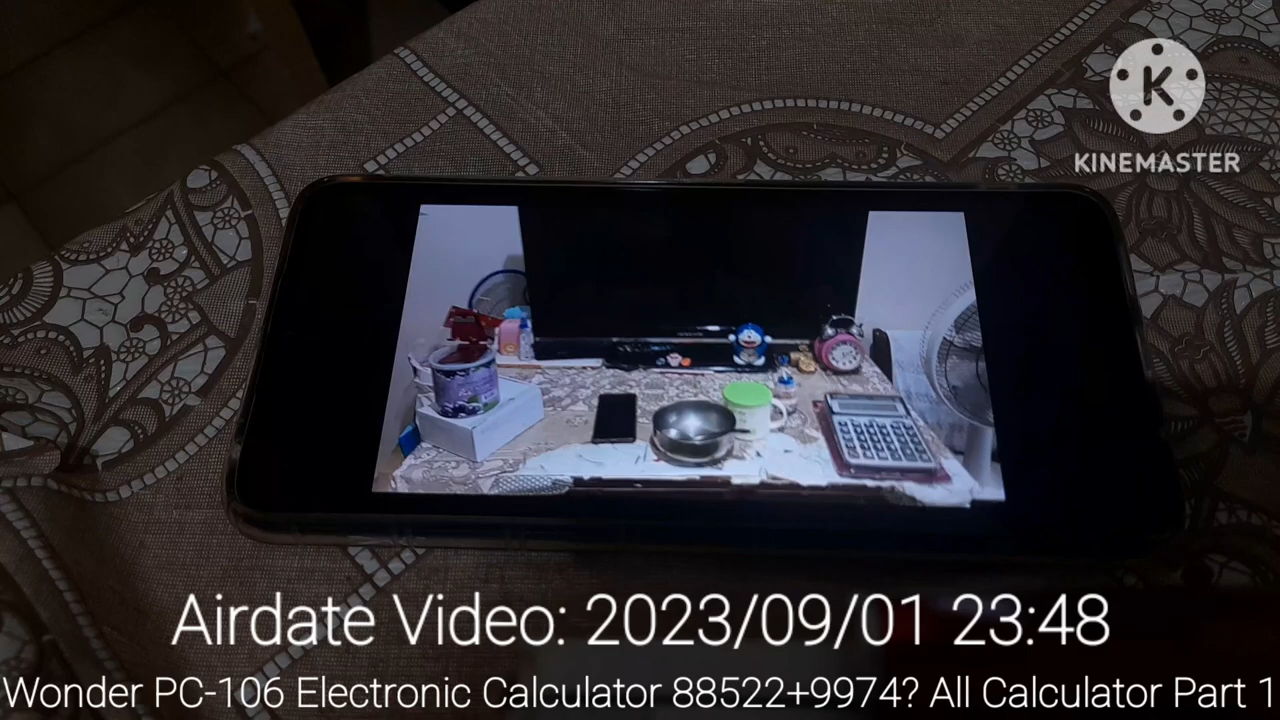 KINEMASTER
Airdate Video: 2023/09/01 23:48
Wonder PC-106 Electronic Calculator 88522+9974? All Calculator Part 1